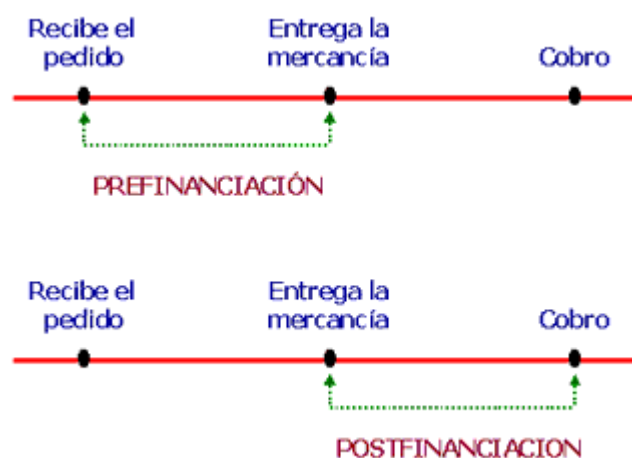 Recibe el
pedido
Entrega la
mercancía
Cobro
PREFINANCIACIÓN
Recibe el
pedido
Entrega la
mercancía
Cobro
POSTFINANCIACION